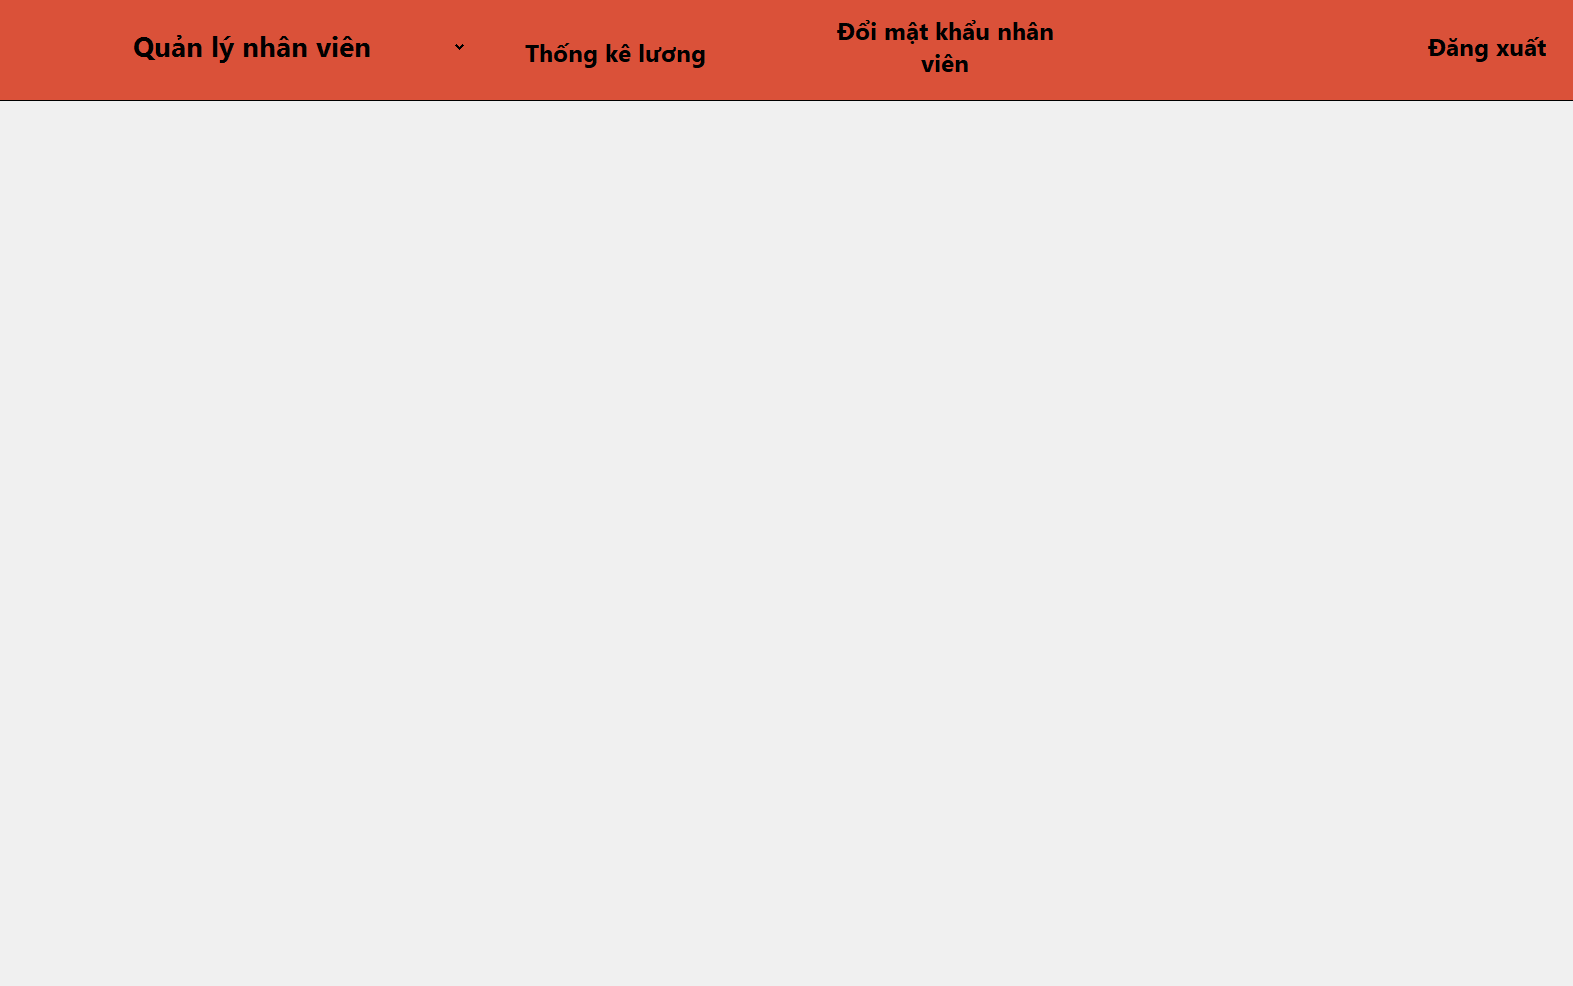 Quản lý nhân viên
Thống kê lương
Đổi mật khẩu nhân
viên
Đăng xuất